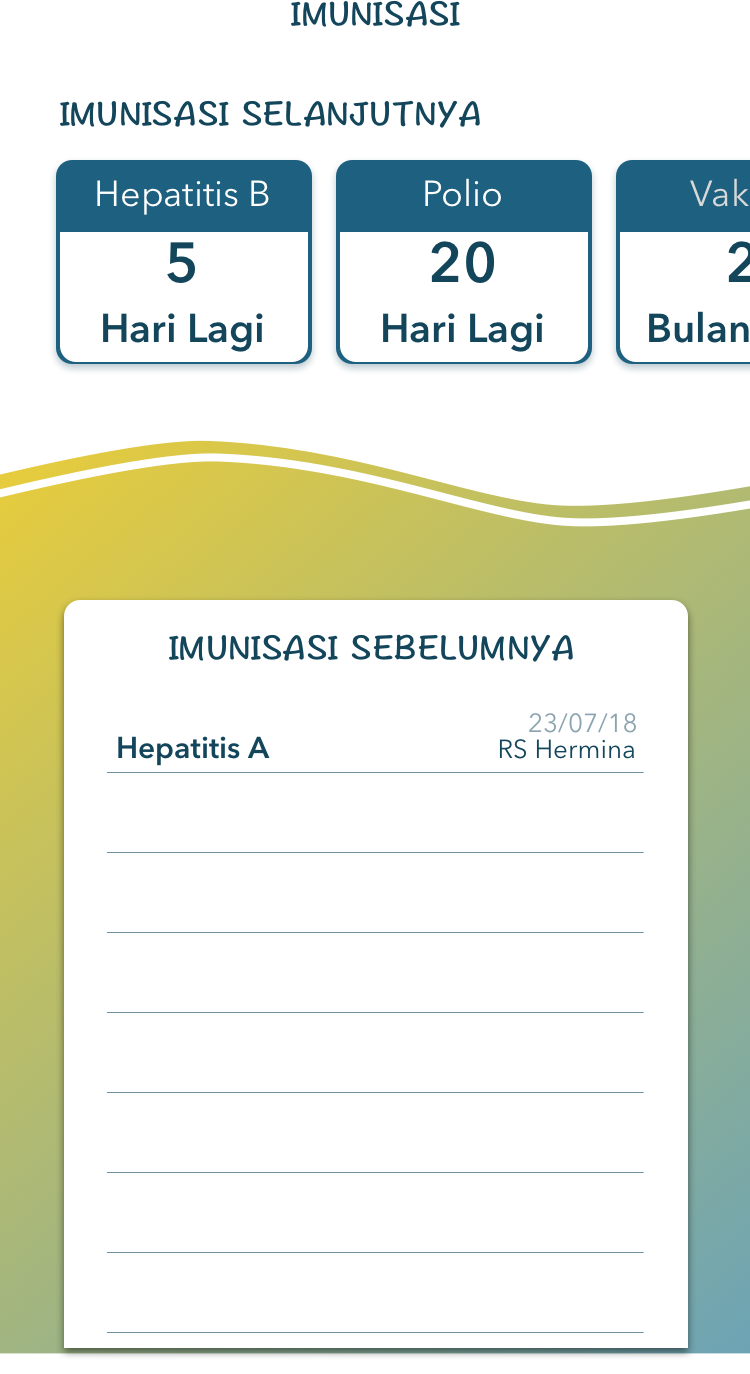 IMUNISASI
IMUNISASI SELANJUTNYA
Hepatitis B
5
Hari Lagi
Polio
20
Hari Lagi
2
Bulan
IMUNISASI SEBELUMNYA
23/07/18
Hepatitis A
RS Hermina